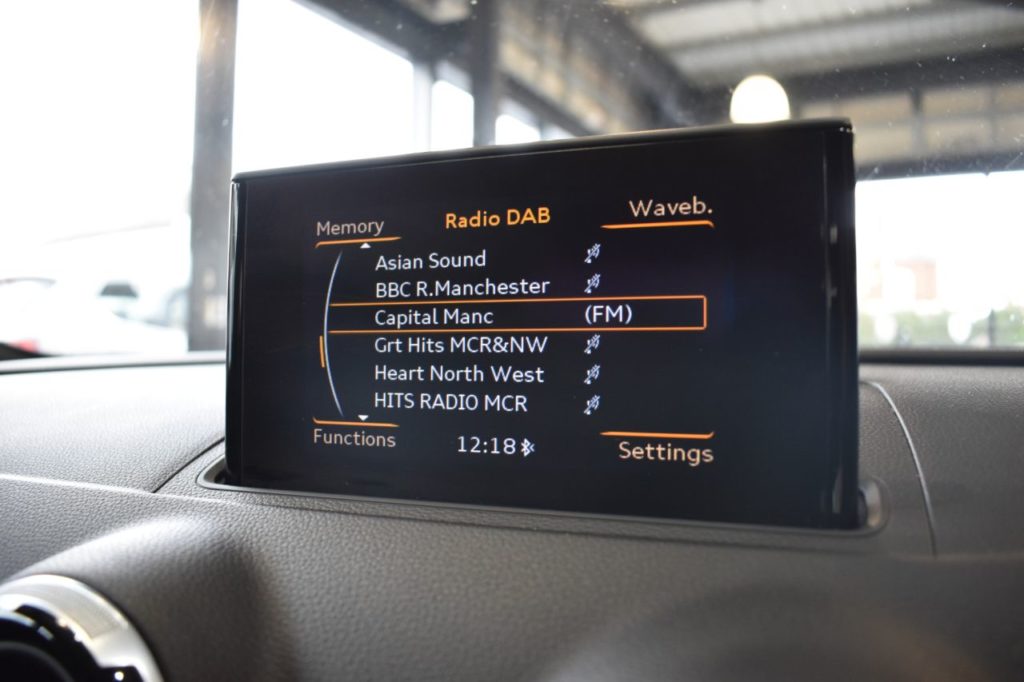 Memory
Radio DAB
Waveb.
Asian Sound
BBC R.Manchester
Capital Manc (FM)
Grt Hits MCR&NW
Heart North West
HITS RADIO MCR
Functions
12:18
Settings